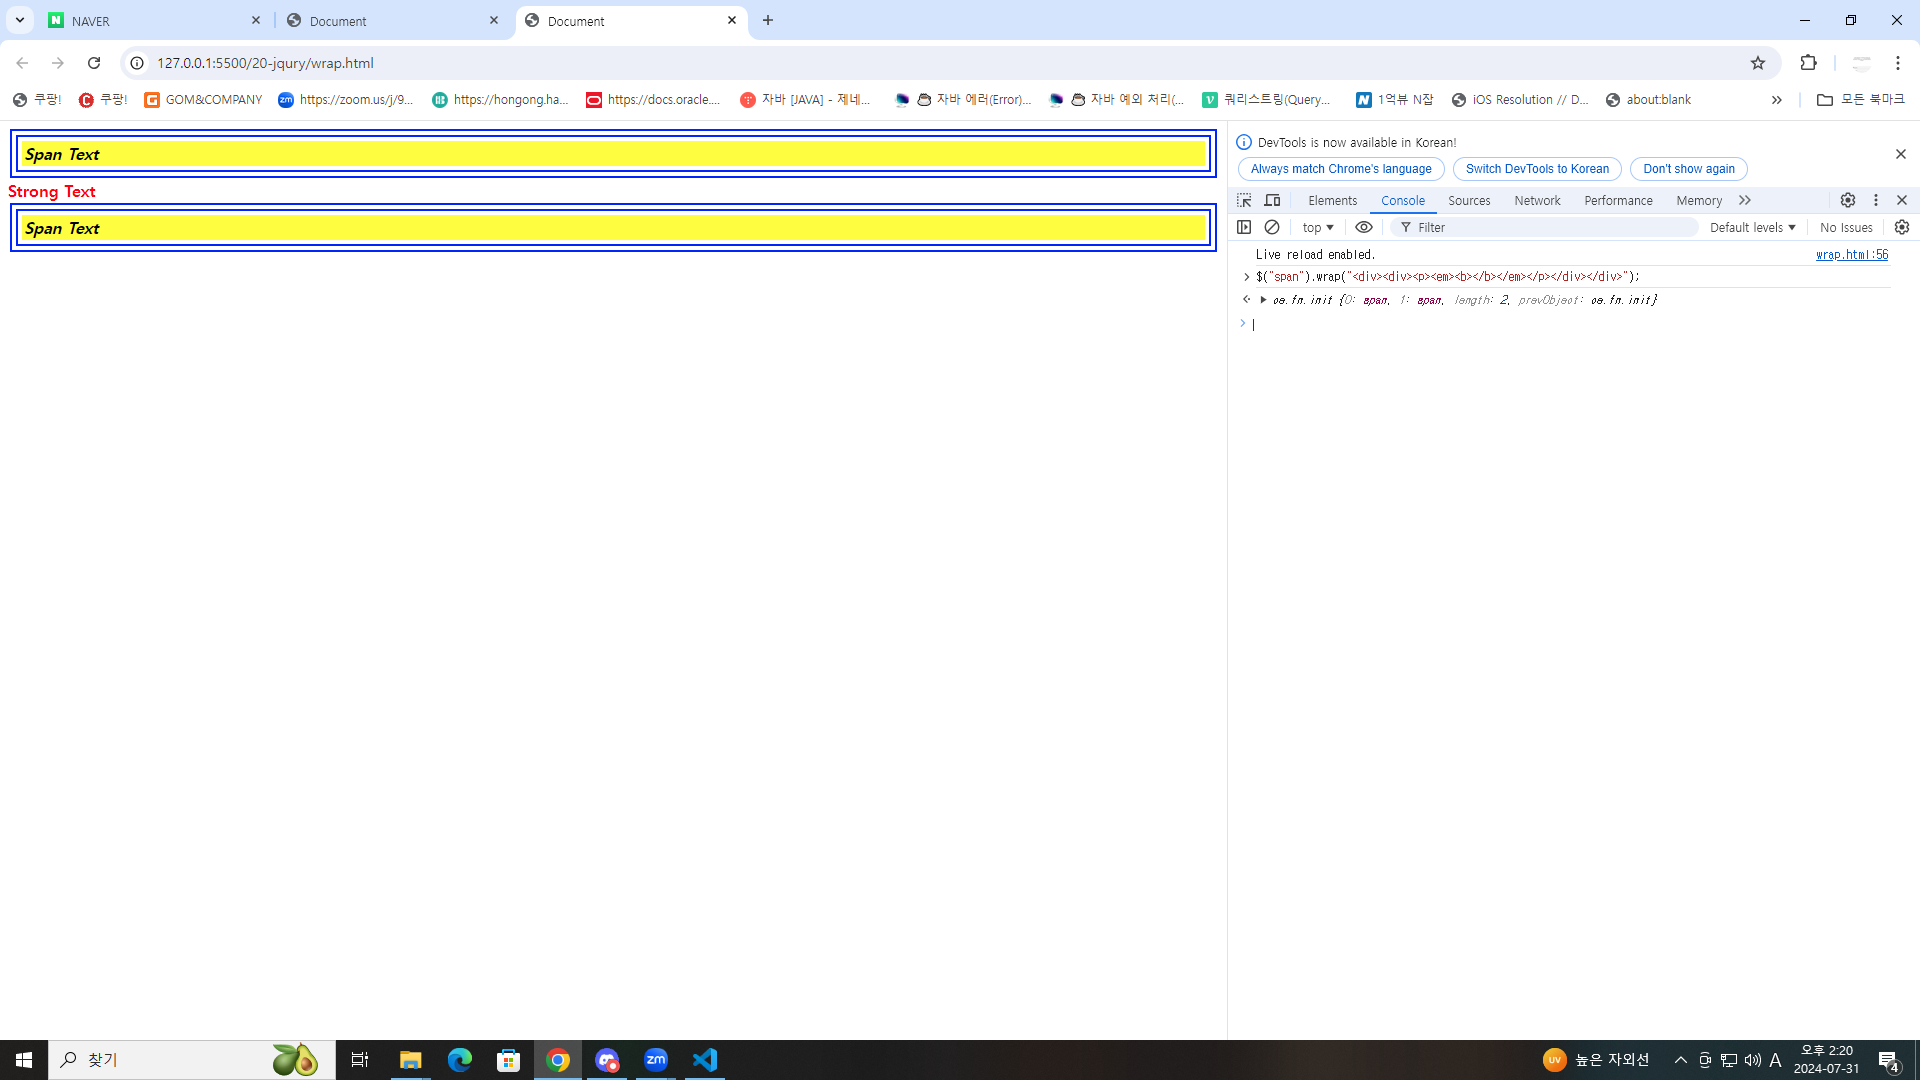 NAVER
Document
Document
127.0.0.1:5500/20-jqury/wrap.html
쿠팡!
쿠팡!
GOM&COMPANY
https://zoom.us/j/9...
https://hongong.ha...
https://docs.oracle....
자바 [JAVA] - 제네...
자바 에러(Error)...
자바 예외 처리(...
쿼리스트링(Query...
1억뷰 N잡
iOS Resolution // D...
about:blank
모든 북마크
Span Text
Strong Text
Span Text
DevTools is now available in Korean!
Always match Chrome's language
Switch DevTools to Korean
Don't show again
Elements
Console
Sources
Network
Performance
Memory
top
Filter
Default levels
No Issues
Live reload enabled.
wrap.html:56
$("span").wrap("<div><div><p><em><b></b></em></p></div></div>");
ce.fn.init {0: span, 1: span, length: 2, prevObject: ce.fn.init}
찾기
높은 자외선
A
오후 2:20
2024-07-31
4